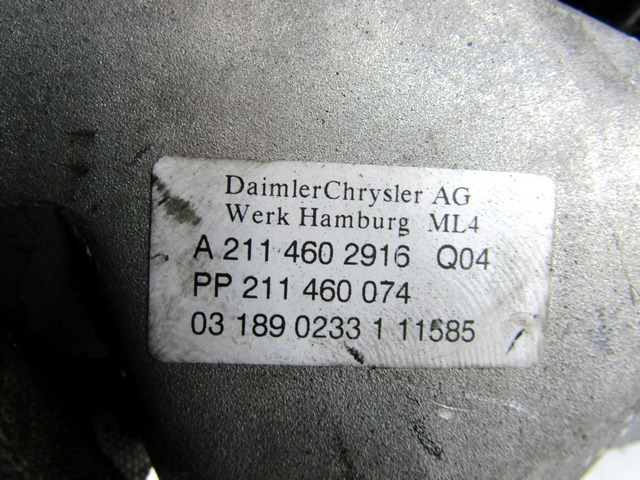 DaimlerChrysler AG
Werk Hamburg ML4
A 211 460 2916 Q04
PP 211 460 074
03 189 0233 1 11585